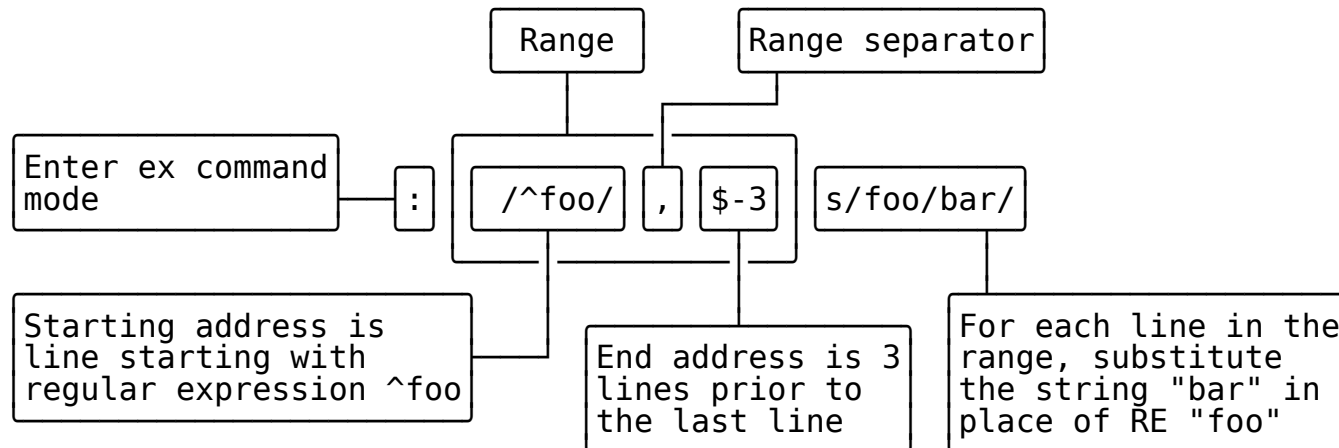 Range
Range separator
Enter ex command
mode
:
/^foo/
,
$-3
s/foo/bar/
Starting address is
line starting with
regular expression ^foo
End address is 3
lines prior to
the last line
For each line in the
range, substitute
the string "bar" in
place of RE "foo"